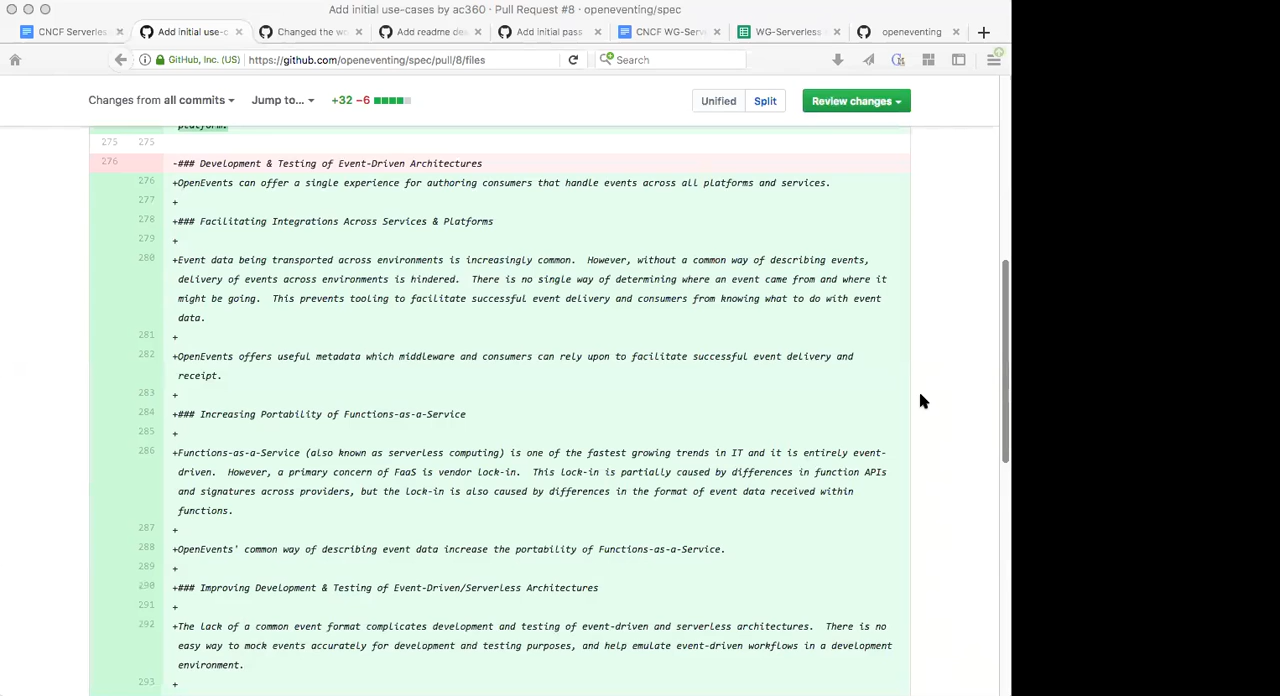 Add initial use-cases by ac360 · Pull Request #8 · openeventing/spec
CNCF Serverles
Add initial use-c
Changed the wo
Add readme de
Add initial pass
CNCF WG-Serv
WG-Serverless
openeventing
GitHub, Inc. (US)
https://github.com/openeventing/spec/pull/8/files
Search
Changes from all commits
Jump to...
+32 −6
Unified
Split
Review changes
platform.
275 275
276 -### Development & Testing of Event-Driven Architectures
276 +OpenEvents can offer a single experience for authoring consumers that handle events across all platforms and services.
277 +
278 +### Facilitating Integrations Across Services & Platforms
279 +
280 +Event data being transported across environments is increasingly common.  However, without a common way of describing events,
delivery of events across environments is hindered.  There is no single way of determining where an event came from and where it
might be going.  This prevents tooling to facilitate successful event delivery and consumers from knowing what to do with event
data.
281 +
282 +OpenEvents offers useful metadata which middleware and consumers can rely upon to facilitate successful event delivery and
receipt.
283 +
284 +### Increasing Portability of Functions-as-a-Service
285 +
286 +Functions-as-a-Service (also known as serverless computing) is one of the fastest growing trends in IT and it is entirely event-
driven.  However, a primary concern of FaaS is vendor lock-in.  This lock-in is partially caused by differences in function APIs
and signatures across providers, but the lock-in is also caused by differences in the format of event data received within
functions.
287 +
288 +OpenEvents' common way of describing event data increase the portability of Functions-as-a-Service.
289 +
290 +### Improving Development & Testing of Event-Driven/Serverless Architectures
291 +
292 +The lack of a common event format complicates development and testing of event-driven and serverless architectures.  There is no
easy way to mock events accurately for development and testing purposes, and help emulate event-driven workflows in a development
environment.
293 +